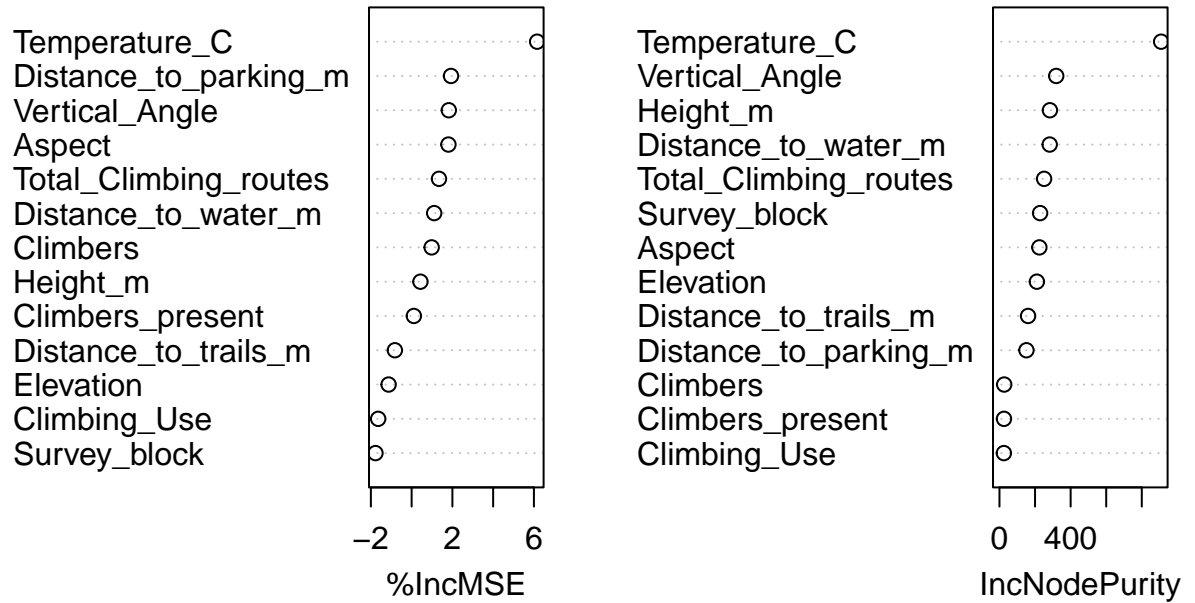 Temperature_C
Distance_to_parking_m
Vertical_Angle
Aspect
Total_Climbing_routes
Distance_to_water_m
Climbers
Height_m
Climbers_present
Distance_to_trails_m
Elevation
Climbing_Use
Survey_block
−2 2 6
%IncMSE
Temperature_C
Vertical_Angle
Height_m
Distance_to_water_m
Total_Climbing_routes
Survey_block
Aspect
Elevation
Distance_to_trails_m
Distance_to_parking_m
Climbers
Climbers_present
Climbing_Use
0 400
IncNodePurity